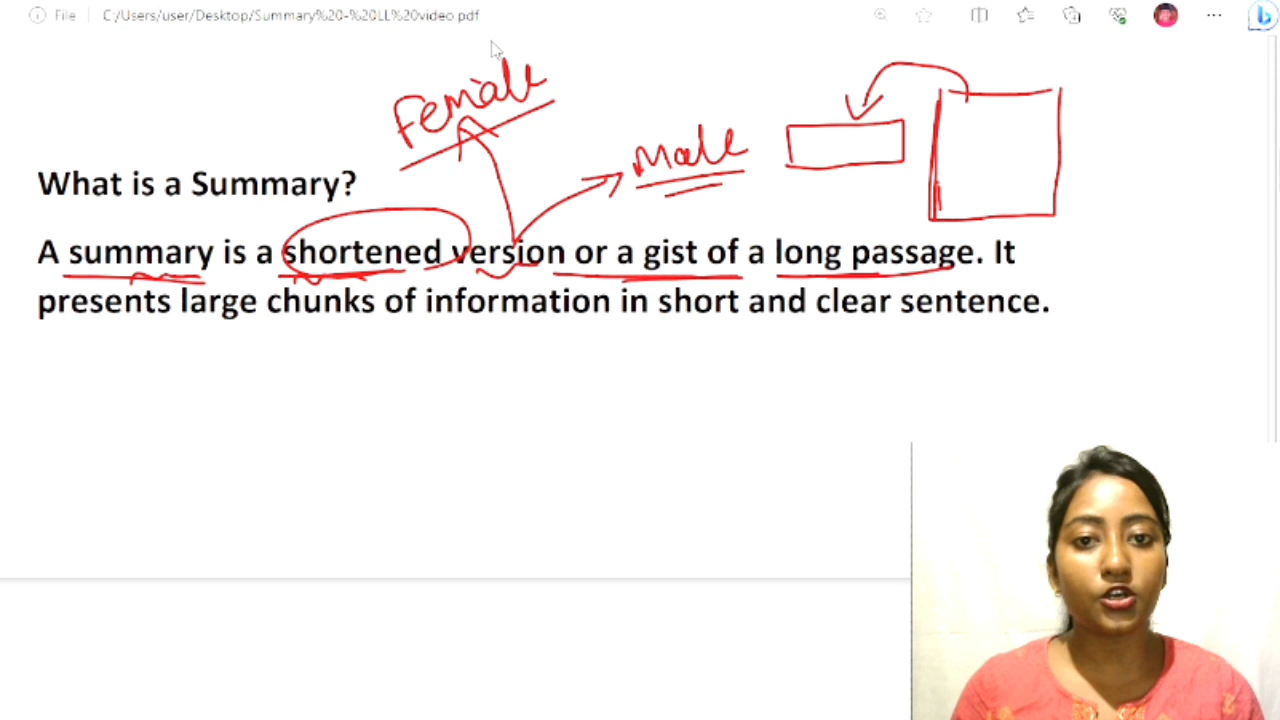 File C:/Users/user/Desktop/Summary%20-%20LL%20video.pdf
Female
Male
What is a Summary?
A summary is a shortened version or a gist of a long passage. It
presents large chunks of information in short and clear sentence.